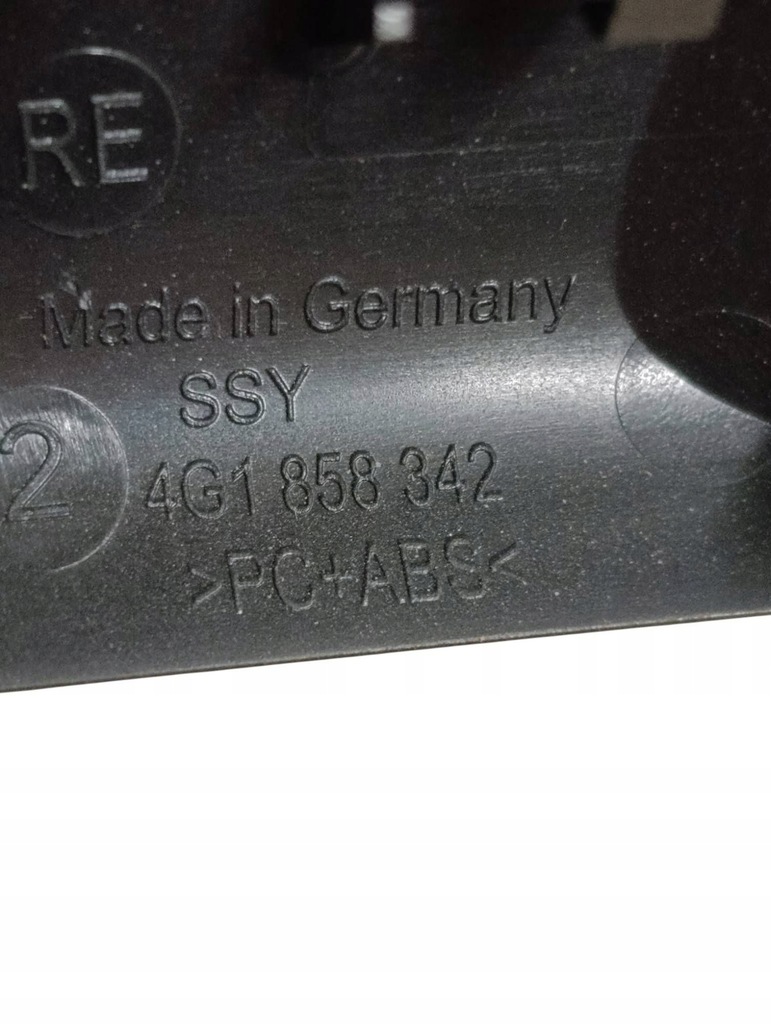 RE
Made in Germany
SSY
2
4G1 858 342
>PC+ABS<